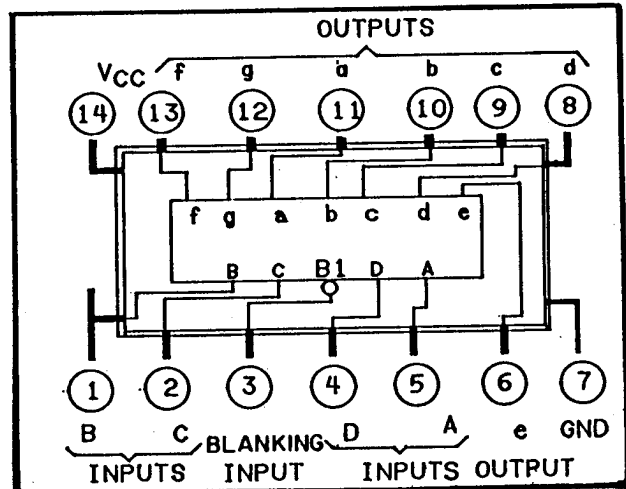 OUTPUTS
VCC f g a b c d
14 13 12 11 10 9 8
f g a b c d e
B C B1 D A
1 2 3 4 5 6 7
B C BLANKING D A e GND
INPUTS INPUT INPUTS OUTPUT